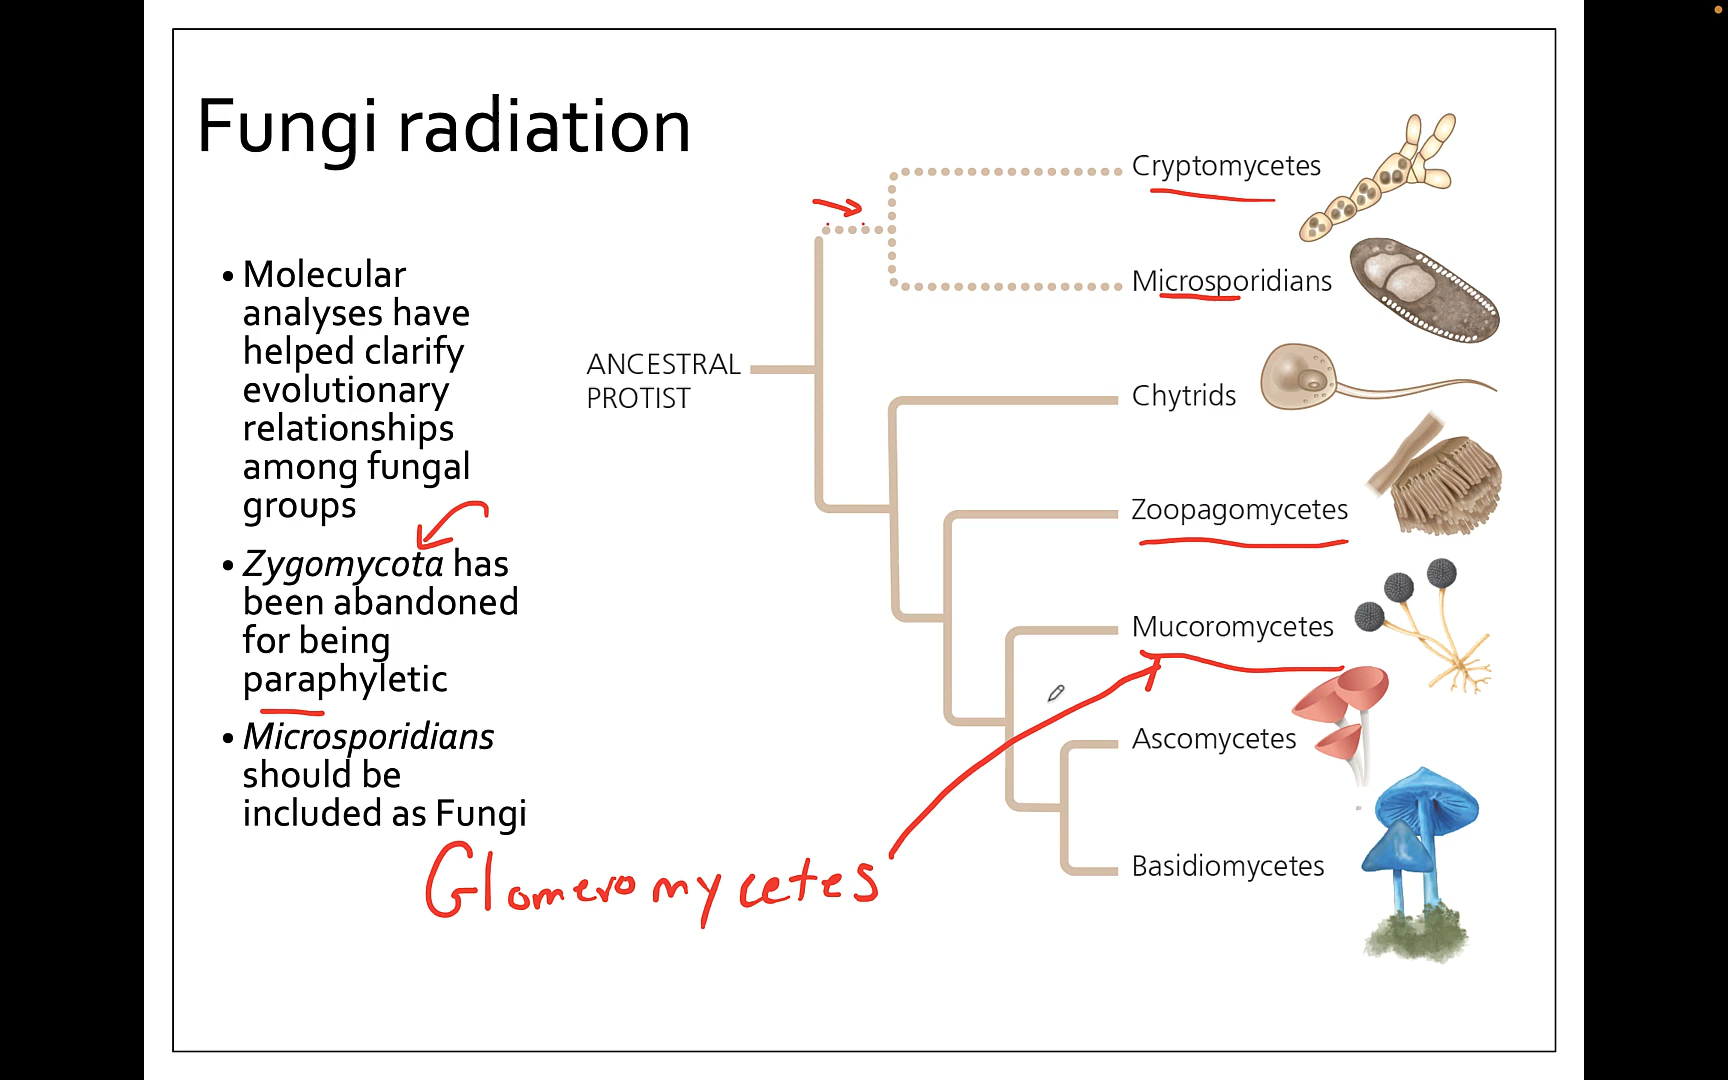 Fungi radiation
• Molecular
analyses have
helped clarify
evolutionary
relationships
among fungal
groups
• Zygomycota has
been abandoned
for being
paraphyletic
• Microsporidians
should be
included as Fungi
Glomeromycetes
ANCESTRAL
PROTIST
Cryptomycetes
Microsporidians
Chytrids
Zoopagomycetes
Mucoromycetes
Ascomycetes
Basidiomycetes